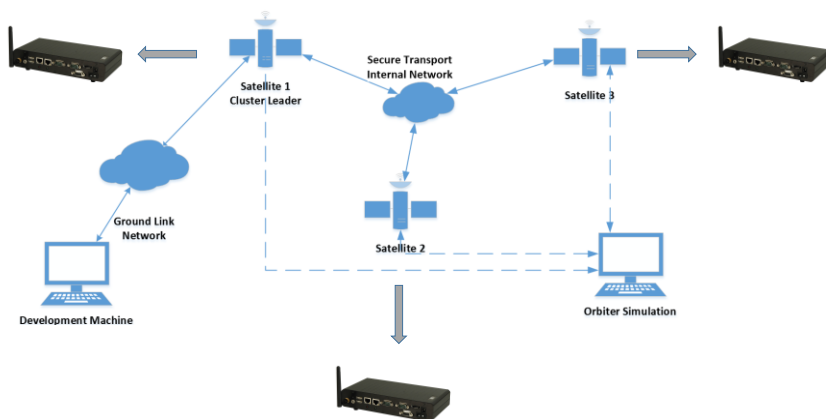 Secure Transport
Internal Network
Satellite 1
Cluster Leader
Satellite 3
Ground Link
Network
Satellite 2
Development Machine
Orbiter Simulation